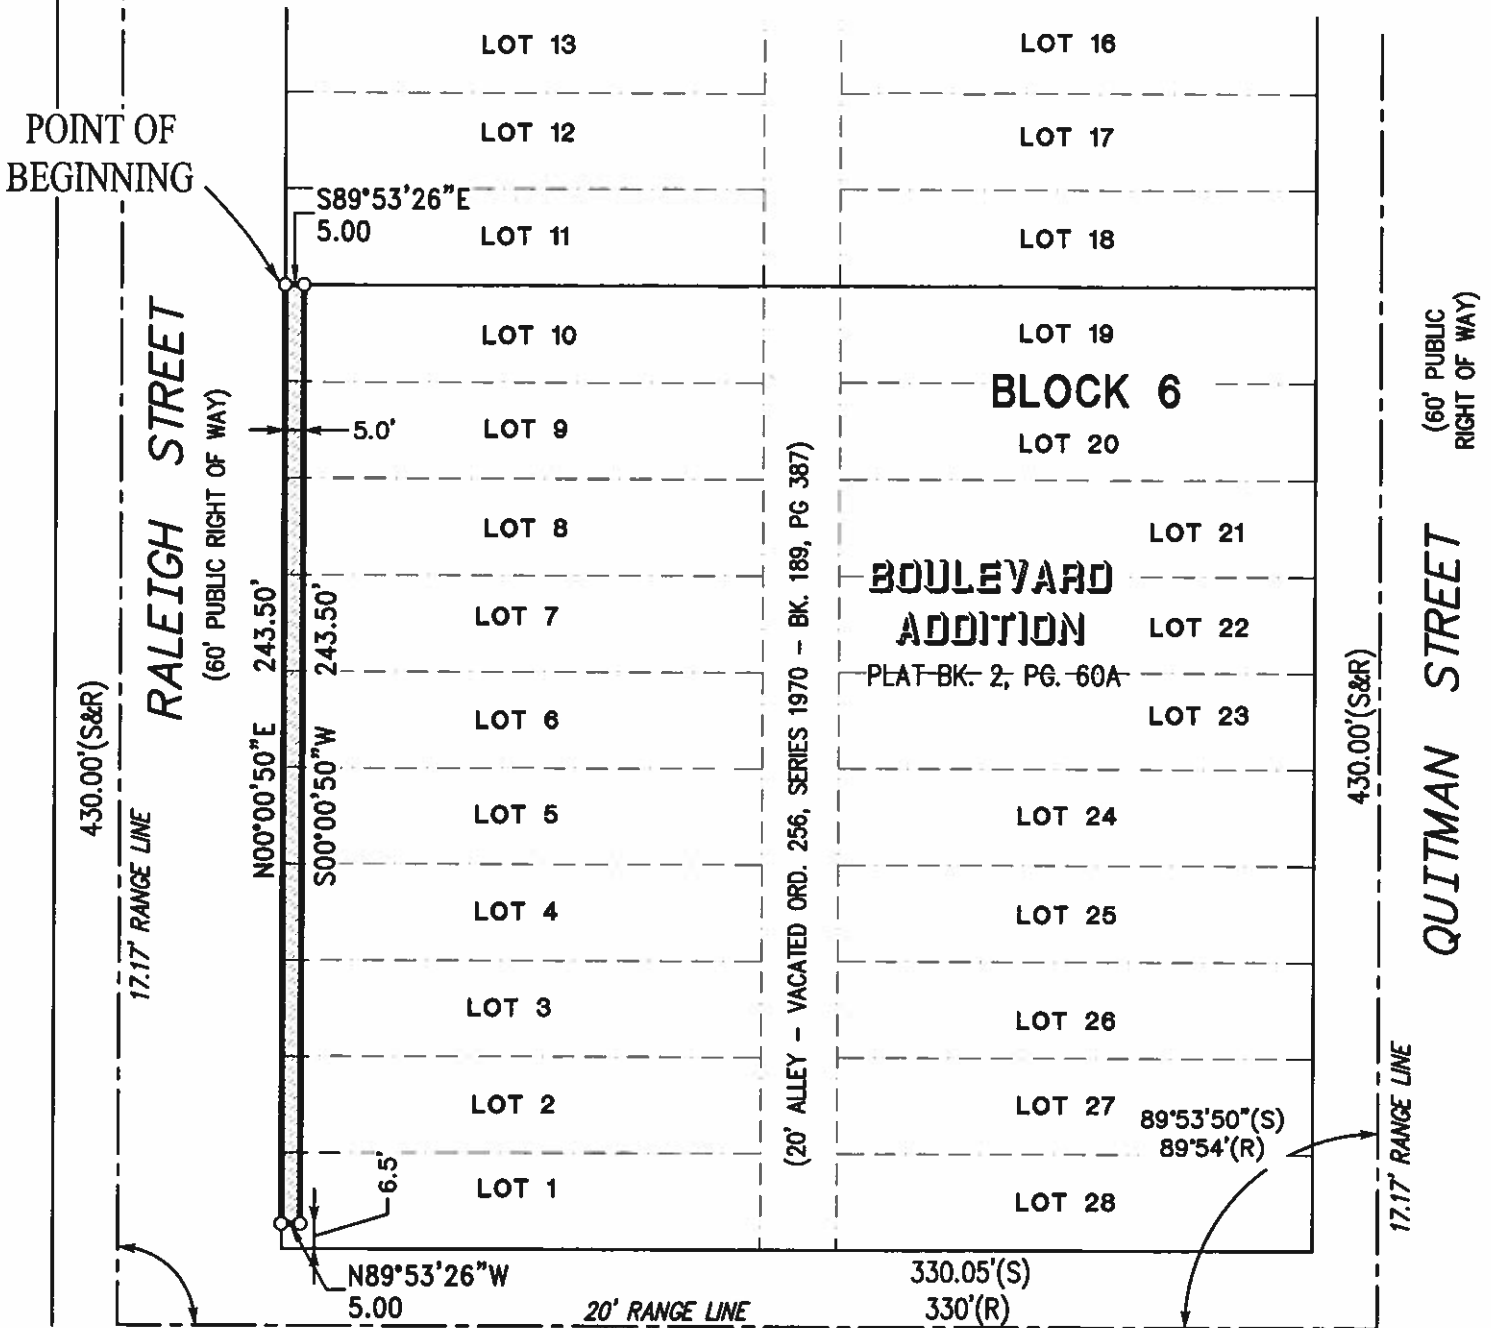 LOT 13
LOT 16
POINT OF
BEGINNING
LOT 12
LOT 17
S89°53'26"E
5.00
LOT 11
LOT 18
LOT 10
LOT 19
BLOCK 6
5.0'
LOT 9
LOT 20
RALEIGH STREET
(60' PUBLIC RIGHT OF WAY)
(60' PUBLIC
RIGHT OF WAY)
QUITMAN STREET
LOT 8
LOT 21
BOULEVARD
ADDITION
PLAT BK. 2, PG. 60A
LOT 7
LOT 22
N00°00'50"E 243.50'
S00°00'50"W 243.50'
(20' ALLEY - VACATED ORD. 256, SERIES 1970 - BK. 189, PG 387)
LOT 6
LOT 23
430.00'(S&R)
430.00'(S&R)
17.17' RANGE LINE
LOT 5
LOT 24
LOT 4
LOT 25
LOT 3
LOT 26
LOT 2
LOT 27
89°53'50"(S)
89°54'(R)
17.17' RANGE LINE
6.5'
LOT 1
LOT 28
N89°53'26"W
5.00
330.05'(S)
330'(R)
20' RANGE LINE